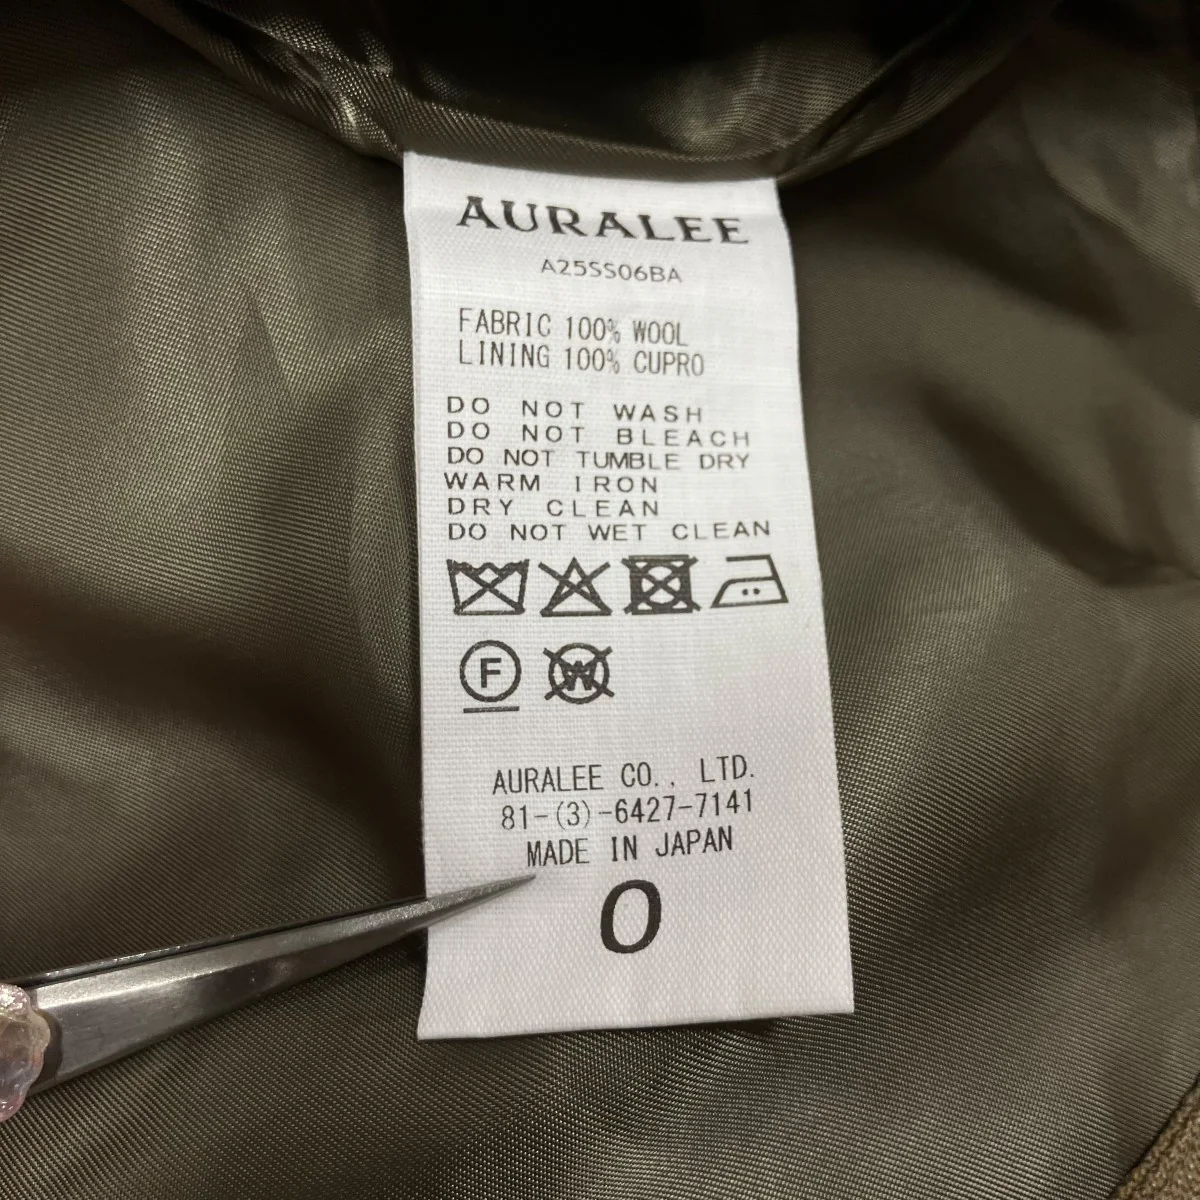 AURALEE
A25SS06BA
FABRIC 100% WOOL
LINING 100% CUPRO
DO NOT WASH
DO NOT BLEACH
DO NOT TUMBLE DRY
WARM IRON
DRY CLEAN
DO NOT WET CLEAN
F W
AURALEE CO., LTD.
81-(3)-6427-7141
MADE IN JAPAN
0